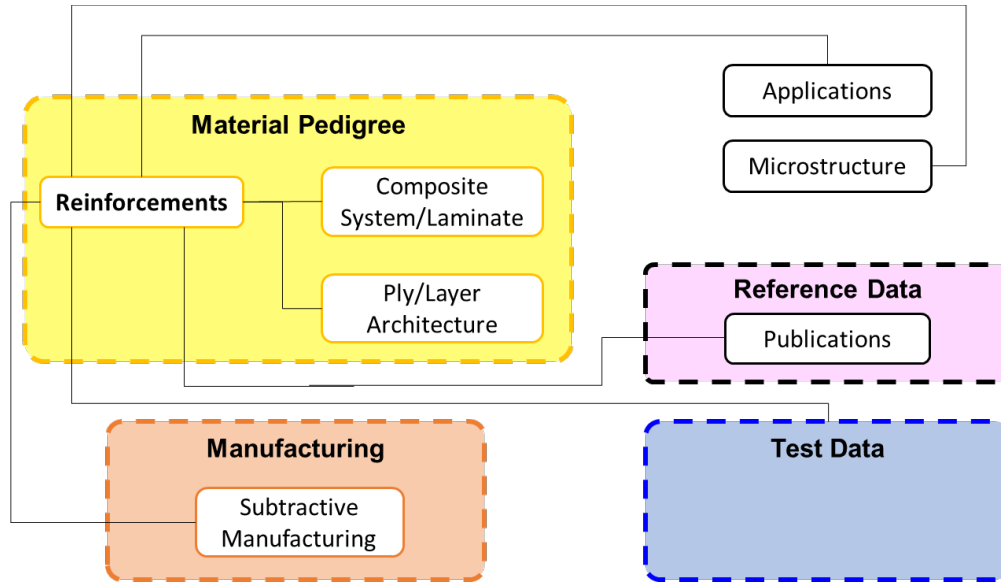 Applications
Material Pedigree
Microstructure
Reinforcements
Composite
System/Laminate
Ply/Layer
Architecture
Reference Data
Publications
Manufacturing
Subtractive
Manufacturing
Test Data